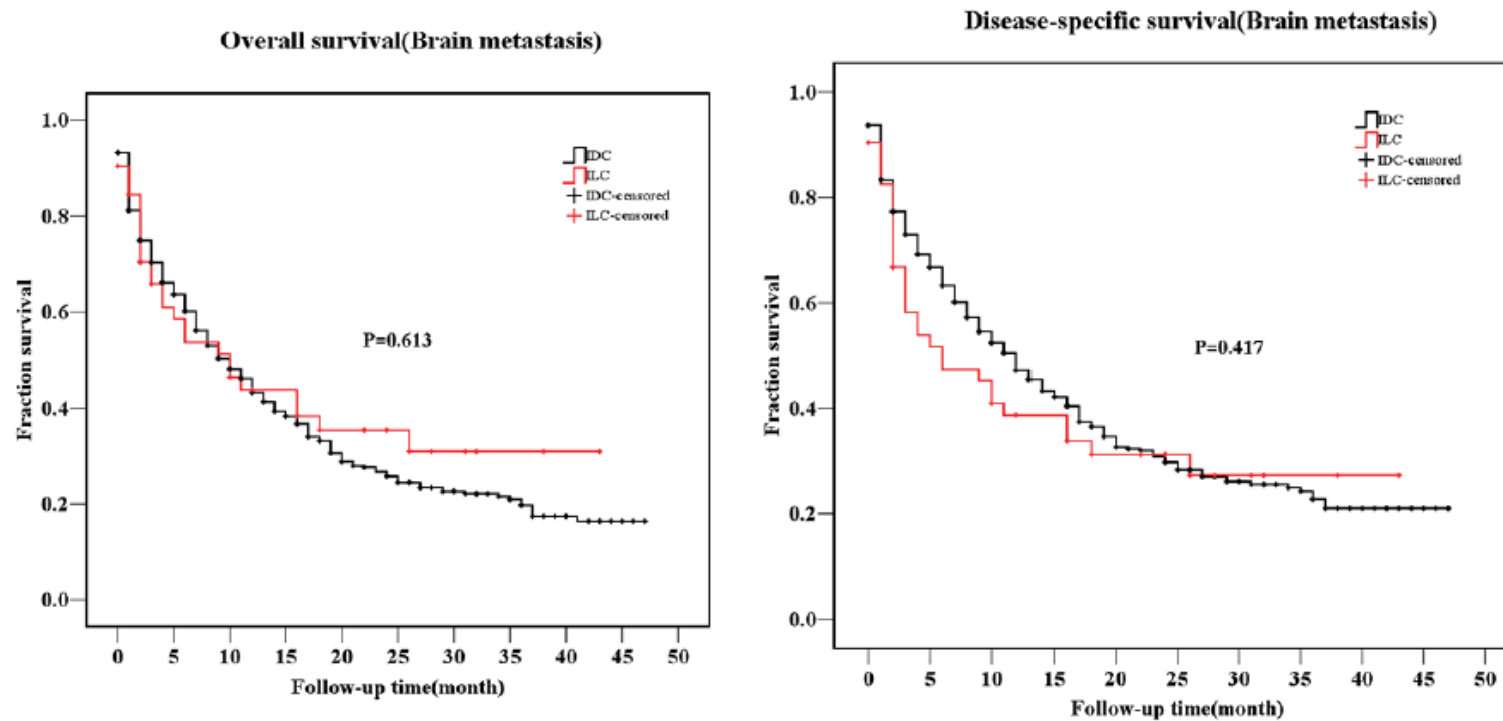 Overall survival(Brain metastasis)
1.0
0.8
0.6
0.4
0.2
0.0
Fraction survival
IDC
ILC
IDC-censored
ILC-censored
P=0.613
0 5 10 15 20 25 30 35 40 45 50
Follow-up time(month)
Disease-specific survival(Brain metastasis)
1.0
0.8
0.6
0.4
0.2
0.0
Fraction survival
IDC
ILC
IDC-censored
ILC-censored
P=0.417
0 5 10 15 20 25 30 35 40 45 50
Follow-up time(month)